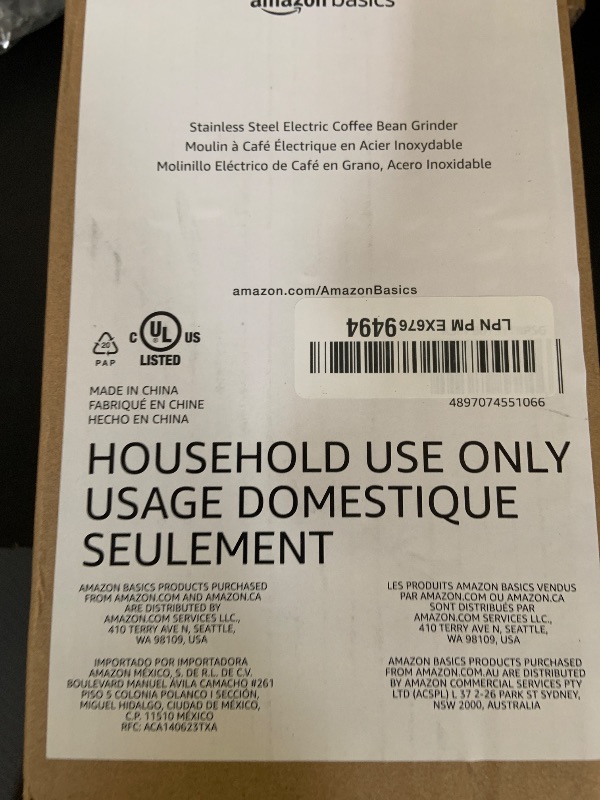 amazon basics
Stainless Steel Electric Coffee Bean Grinder
Moulin à Café Électrique en Acier Inoxydable
Molinillo Eléctrico de Café en Grano, Acero Inoxidable
amazon.com/AmazonBasics
LPN PM EX6769494
C UL US
LISTED
20
PAP
4897074551066
MADE IN CHINA
FABRIQUÉ EN CHINE
HECHO EN CHINA
HOUSEHOLD USE ONLY
USAGE DOMESTIQUE
SEULEMENT
AMAZON BASICS PRODUCTS PURCHASED
FROM AMAZON.COM AND AMAZON.CA
ARE DISTRIBUTED BY
AMAZON.COM SERVICES LLC.,
410 TERRY AVE N, SEATTLE,
WA 98109, USA
LES PRODUITS AMAZON BASICS VENDUS
PAR AMAZON.COM OU AMAZON.CA
SONT DISTRIBUÉS PAR
AMAZON.COM SERVICES LLC.,
410 TERRY AVE N, SEATTLE,
WA 98109, USA
IMPORTADO POR IMPORTADORA
AMAZON MÉXICO, S. DE R.L. DE C.V.
BOULEVARD MANUEL ÁVILA CAMACHO #261
PISO 5 COLONIA POLANCO I SECCIÓN,
MIGUEL HIDALGO, CIUDAD DE MÉXICO,
C.P. 11510 MÉXICO
RFC: ACA140623TXA
AMAZON BASICS PRODUCTS PURCHASED
FROM AMAZON.COM.AU ARE DISTRIBUTED
BY AMAZON COMMERCIAL SERVICES PTY
LTD (ACSPL) L 37 2-26 PARK ST SYDNEY,
NSW 2000, AUSTRALIA